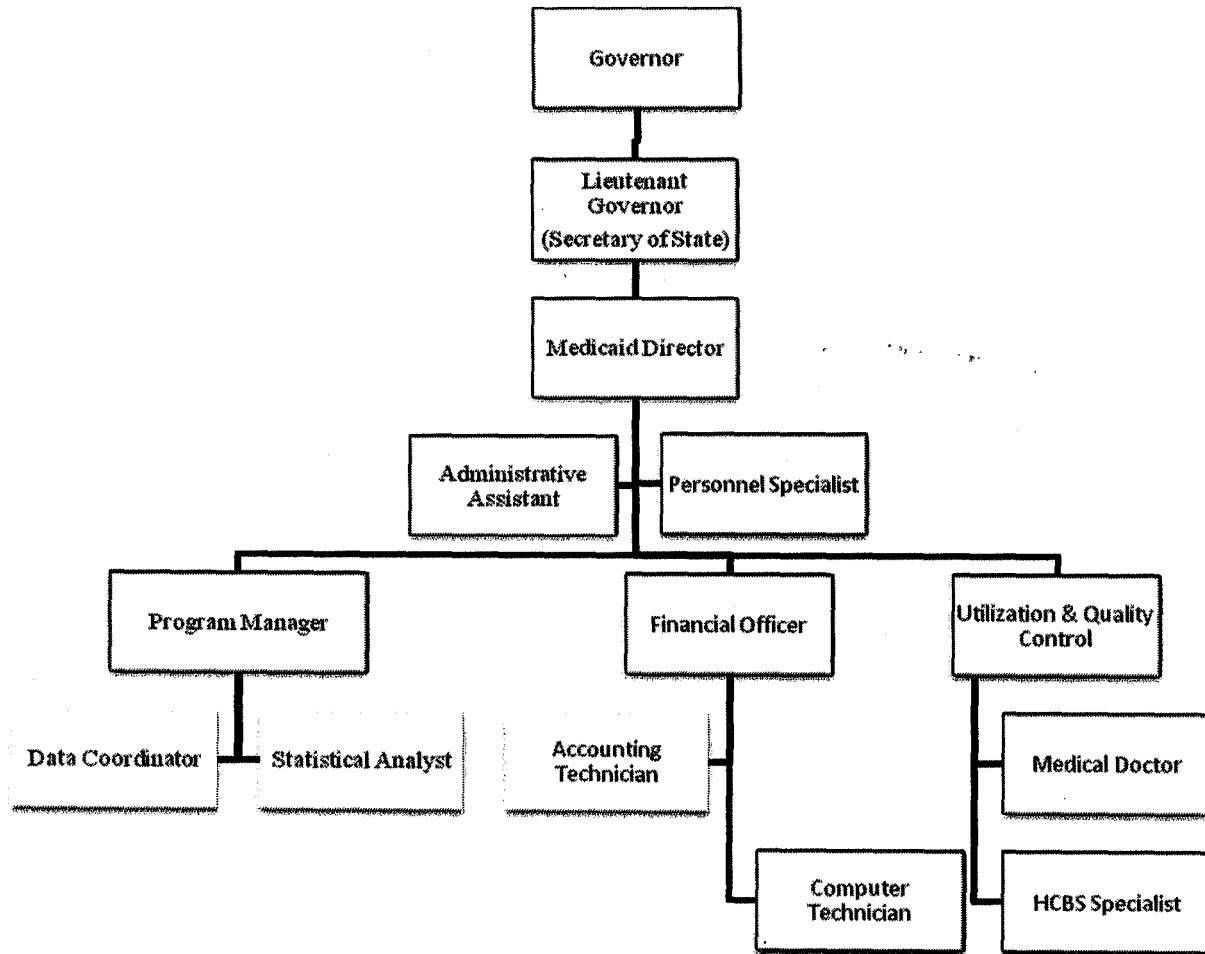 Governor
Lieutenant
Governor
(Secretary of State)
Medicaid Director
Administrative
Assistant
Personnel Specialist
Program Manager
Financial Officer
Utilization & Quality
Control
Data Coordinator
Statistical Analyst
Accounting
Technician
Medical Doctor
Computer
Technician
HCBS Specialist